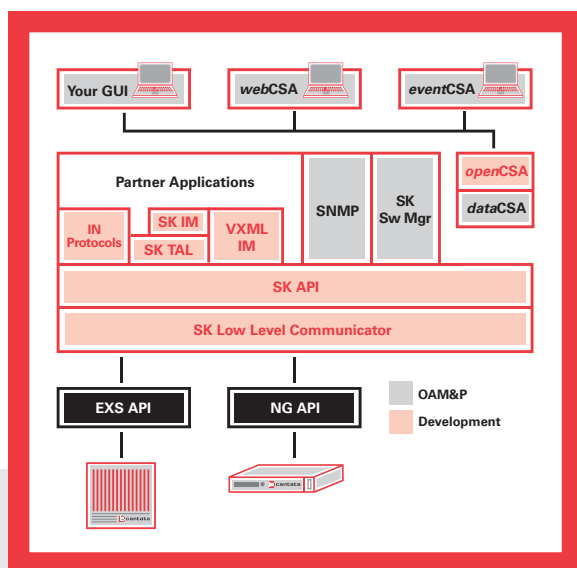 Your GUI
webCSA
eventCSA
Partner Applications
SNMP
SK
Sw Mgr
openCSA
dataCSA
IN
Protocols
SK IM
SK TAL
VXML
IM
SK API
SK Low Level Communicator
EXS API
NG API
OAM&P
Development
cantata
cantata